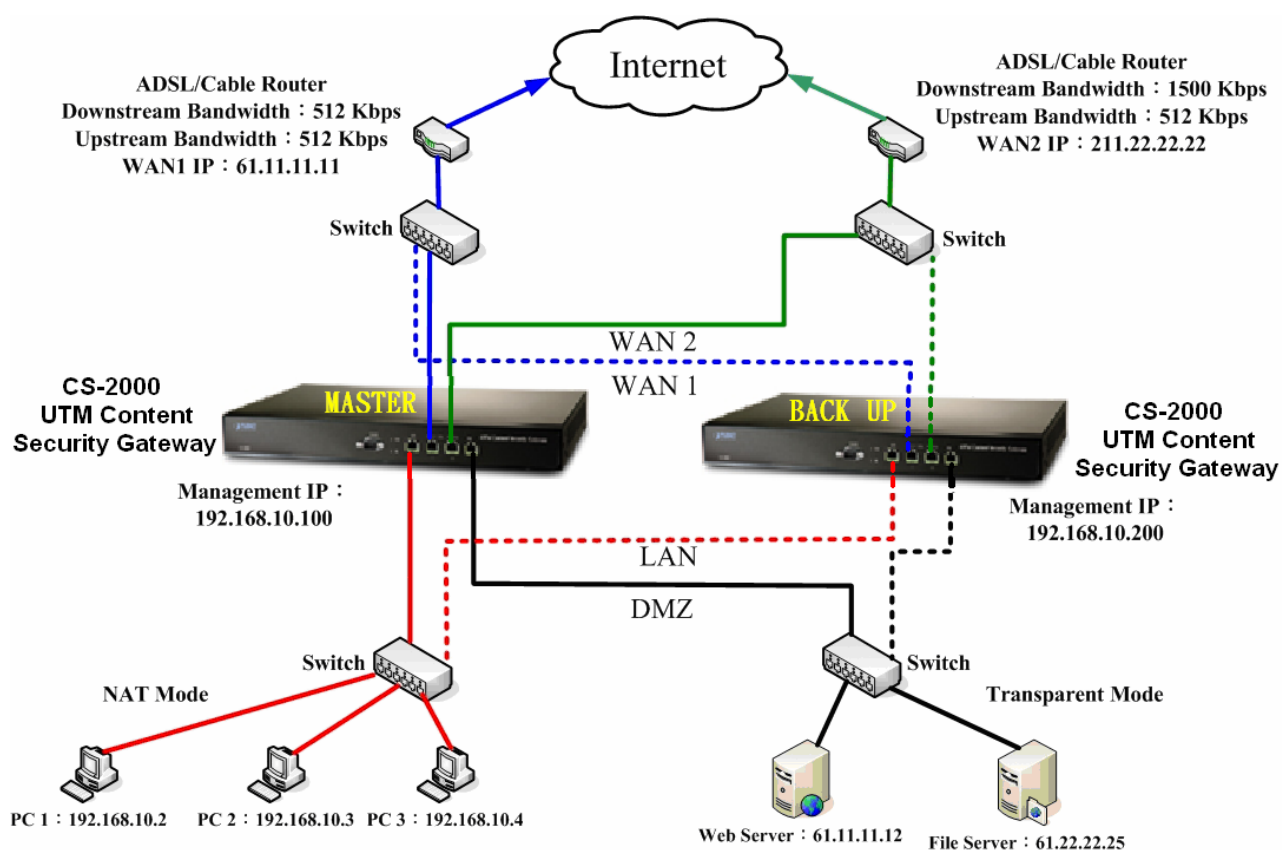 Internet
ADSL/Cable Router
Downstream Bandwidth：512 Kbps
Upstream Bandwidth：512 Kbps
WAN1 IP：61.11.11.11
ADSL/Cable Router
Downstream Bandwidth：1500 Kbps
Upstream Bandwidth：512 Kbps
WAN2 IP：211.22.22.22
Switch
Switch
WAN 2
WAN 1
CS-2000
UTM Content
Security Gateway
MASTER
BACK UP
CS-2000
UTM Content
Security Gateway
Management IP：
192.168.10.100
Management IP：
192.168.10.200
LAN
DMZ
Switch
NAT Mode
Switch
Transparent Mode
PC 1：192.168.10.2
PC 2：192.168.10.3
PC 3：192.168.10.4
Web Server：61.11.11.12
File Server：61.22.22.25